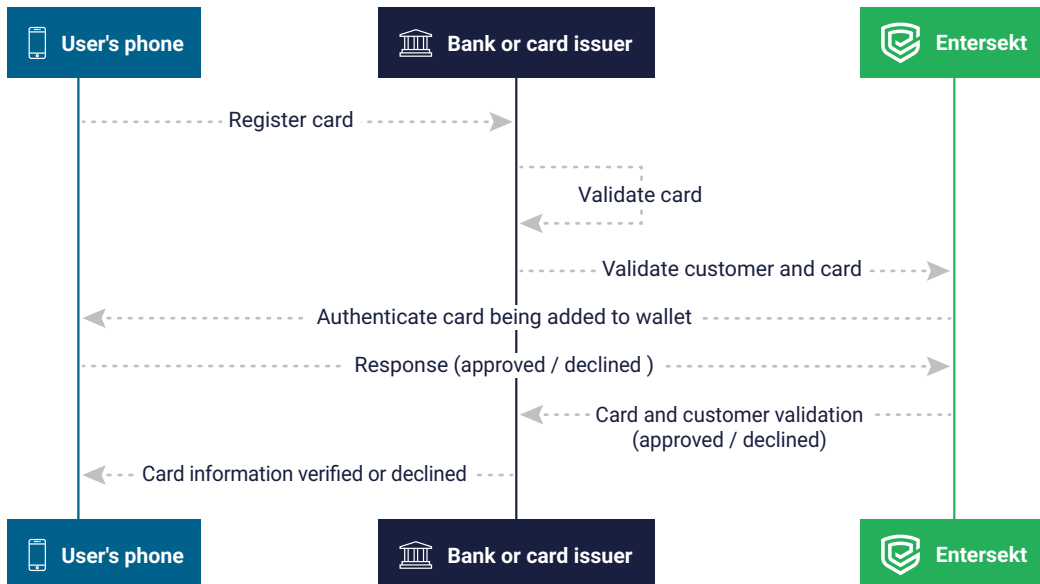 User's phone
Bank or card issuer
Entersekt
Register card
Validate card
Validate customer and card
Authenticate card being added to wallet
Response (approved / declined )
Card and customer validation
(approved / declined)
Card information verified or declined
User's phone
Bank or card issuer
Entersekt